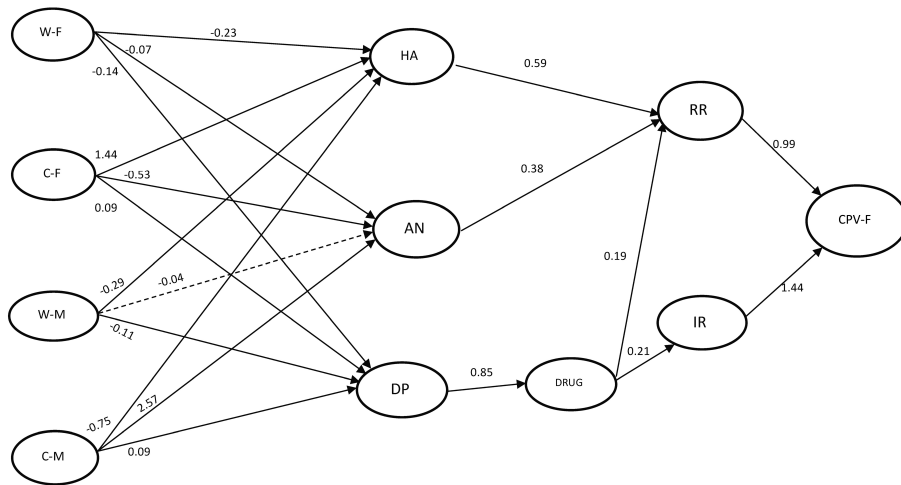 W-F
-0.23
-0.07
-0.14
HA
0.59
RR
0.99
C-F
1.44
-0.53
0.09
AN
0.38
CPV-F
0.19
W-M
-0.29
-0.04
-0.11
IR
1.44
0.21
DP
0.85
DRUG
C-M
-0.75
2.57
0.09